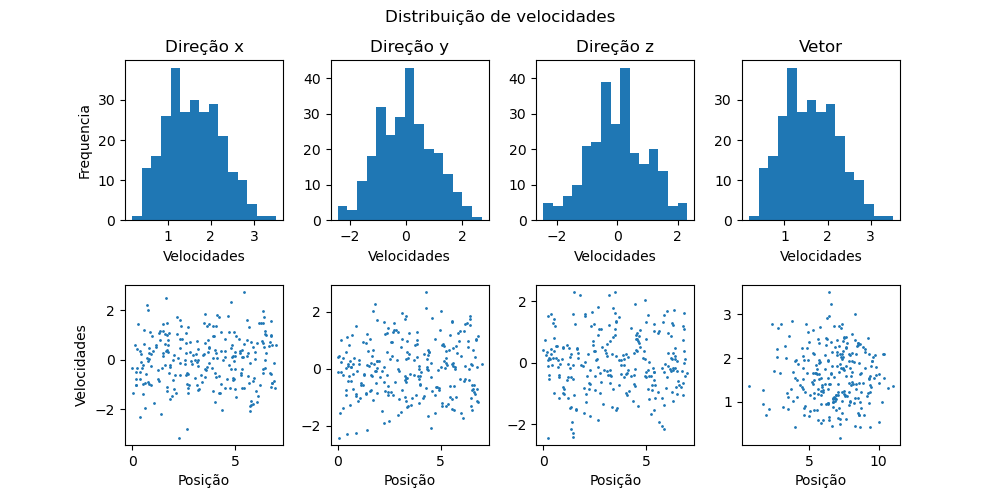 Distribuição de velocidades
Direção x Direção y Direção z Vetor
Frequencia
30
20
10
0
1 2 3
Velocidades
40
30
20
10
0
−2 0 2
Velocidades
40
30
20
10
0
−2 0 2
Velocidades
30
20
10
0
1 2 3
Velocidades
Velocidades
2
0
−2
0 5
Posição
2
0
−2
0 5
Posição
2
0
−2
0 5
Posição
3
2
1
5 10
Posição